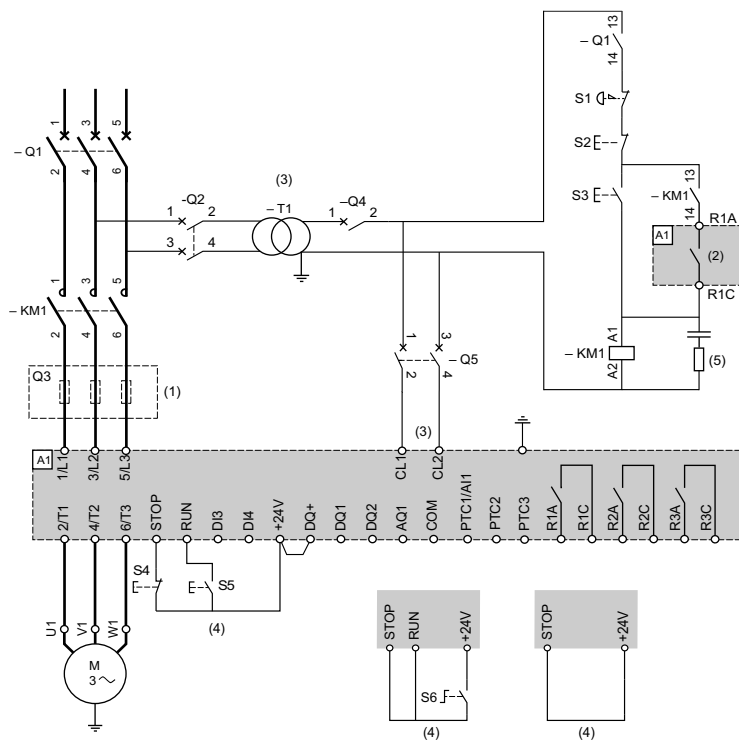 13
– Q1
14
S1
S2
S3
13
– KM1
14
R1A
A1
(2)
R1C
A1
– KM1
A2
(5)
1
3
5
– Q1
2
4
6
-Q2
1
2
3
4
(3)
– T1
–Q4
1
2
1
3
5
– KM1
2
4
6
1
3
– Q5
2
4
Q3
(1)
(3)
A1
1/L1
3/L2
5/L3
CL1
CL2
2/T1
4/T2
6/T3
STOP
RUN
DI3
DI4
+24V
DQ+
DQ1
DQ2
AQ1
COM
PTC1/AI1
PTC2
PTC3
R1A
R1C
R2A
R2C
R3A
R3C
S4
S5
(4)
U1
V1
W1
M
3
STOP
RUN
+24V
S6
(4)
STOP
+24V
(4)